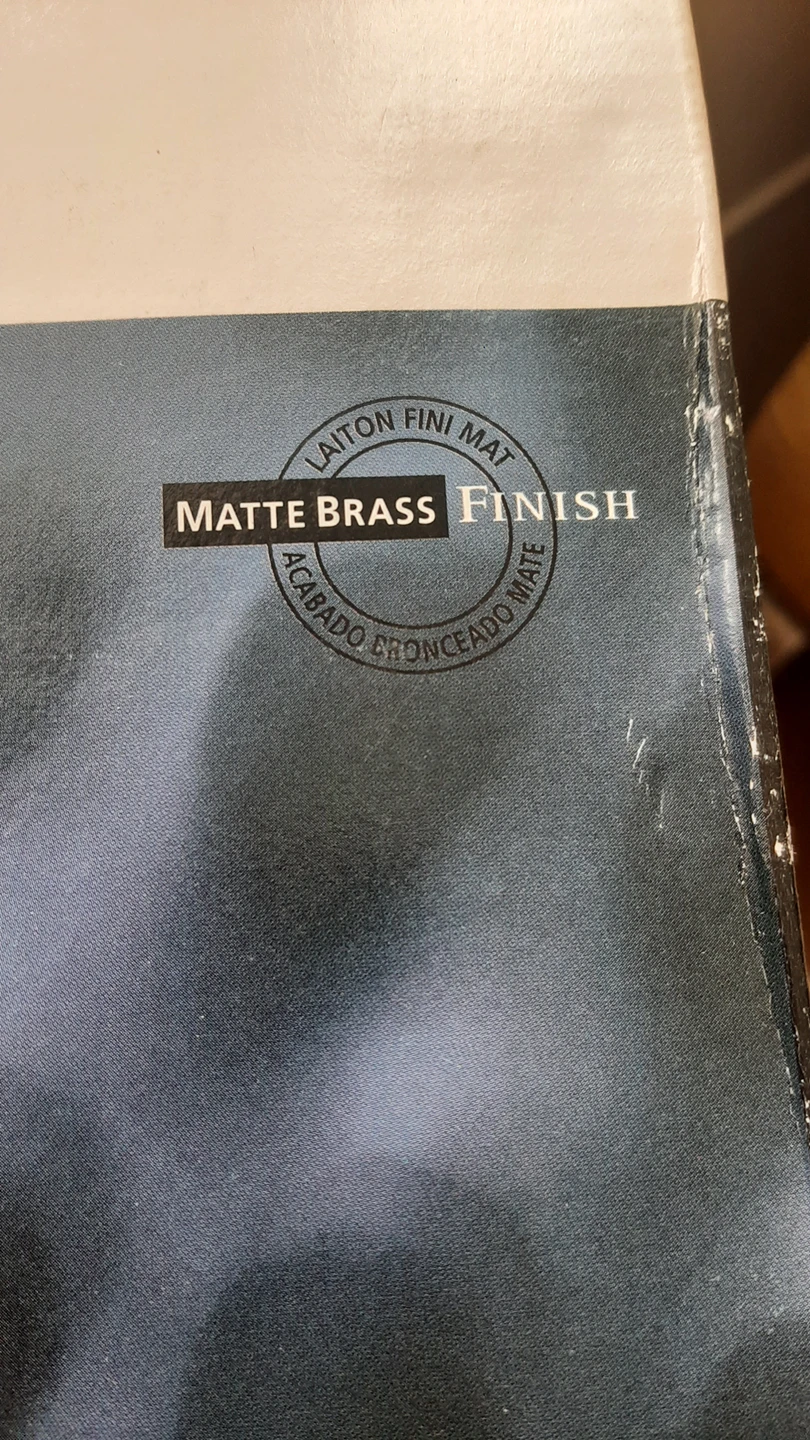 LAITON FINI MAT
MATTE BRASS FINISH
ACABADO BRONCEADO MATE